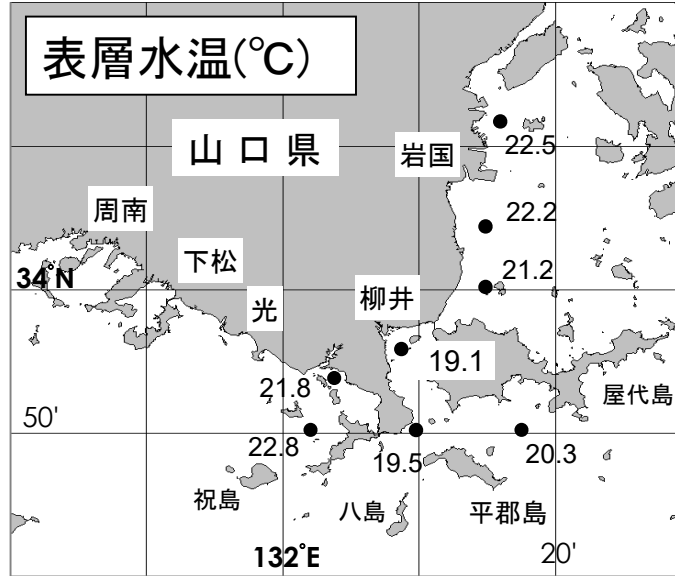 表層水温(℃)
山口県
岩国
22.5
周南
22.2
下松
34°N
21.2
光
柳井
19.1
21.8
屋代島
50'
22.8
19.5
20.3
祝島
八島
平郡島
132°E
20'